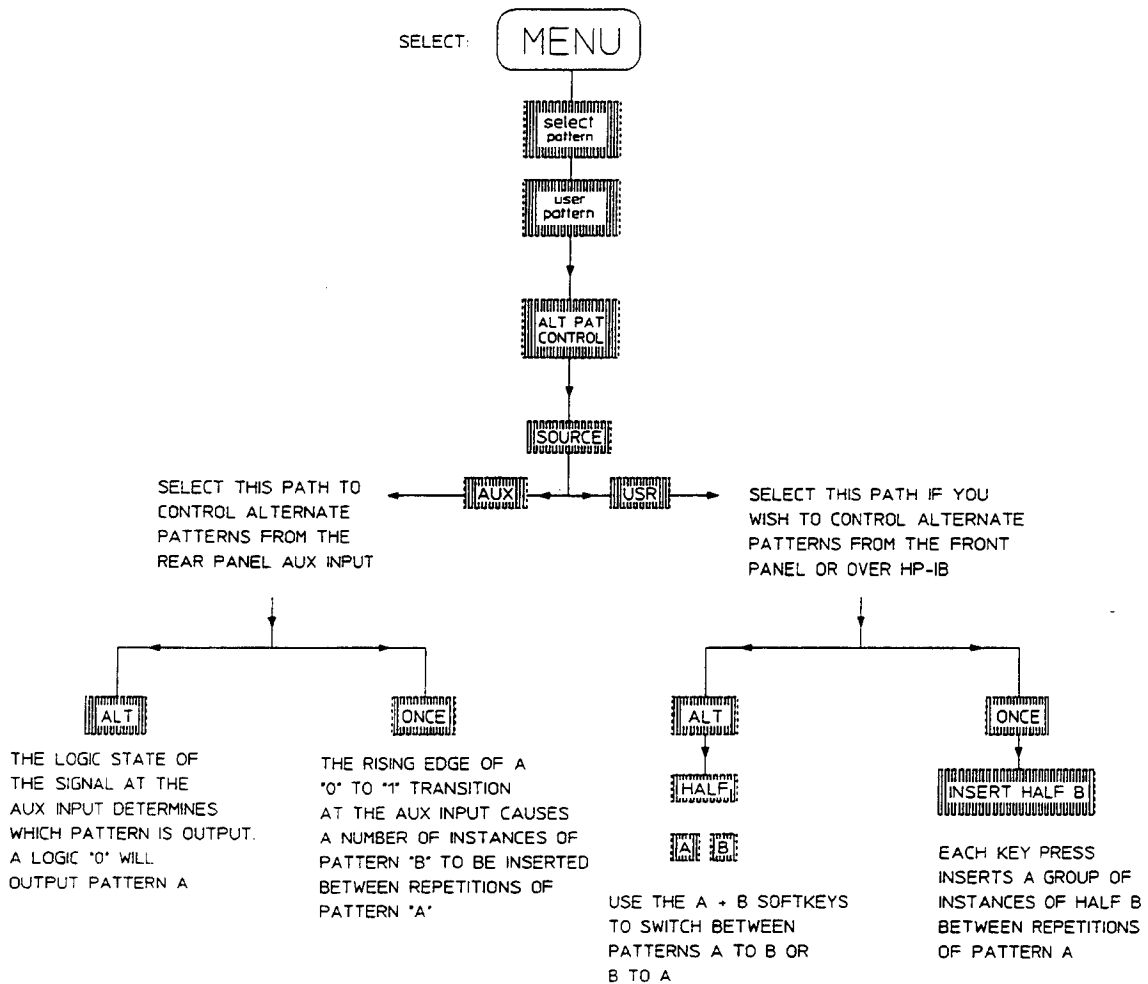 SELECT:
MENU
select
pattern
user
pattern
ALT PAT
CONTROL
SOURCE
AUX
USR
SELECT THIS PATH TO
CONTROL ALTERNATE
PATTERNS FROM THE
REAR PANEL AUX INPUT
SELECT THIS PATH IF YOU
WISH TO CONTROL ALTERNATE
PATTERNS FROM THE FRONT
PANEL OR OVER HP-IB
ALT
THE LOGIC STATE OF
THE SIGNAL AT THE
AUX INPUT DETERMINES
WHICH PATTERN IS OUTPUT.
A LOGIC "0" WILL
OUTPUT PATTERN A
ONCE
THE RISING EDGE OF A
"0" TO "1" TRANSITION
AT THE AUX INPUT CAUSES
A NUMBER OF INSTANCES OF
PATTERN "B" TO BE INSERTED
BETWEEN REPETITIONS OF
PATTERN "A"
ALT
HALF
A B
USE THE A + B SOFTKEYS
TO SWITCH BETWEEN
PATTERNS A TO B OR
B TO A
ONCE
INSERT HALF B
EACH KEY PRESS
INSERTS A GROUP OF
INSTANCES OF HALF B
BETWEEN REPETITIONS
OF PATTERN A